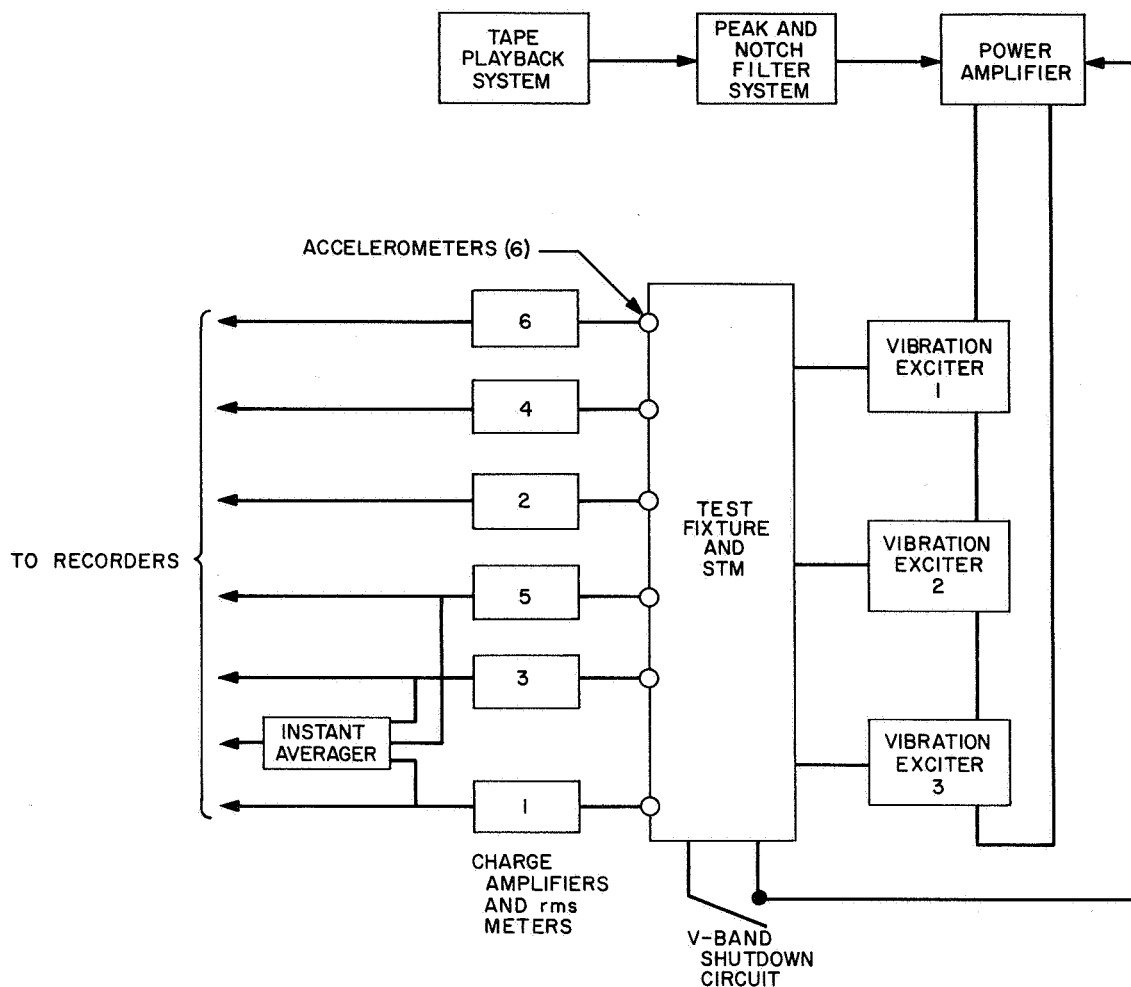 TAPE
PLAYBACK
SYSTEM
PEAK AND
NOTCH
FILTER
SYSTEM
POWER
AMPLIFIER
ACCELEROMETERS (6)
6
4
2
5
3
1
TO RECORDERS
INSTANT
AVERAGER
CHARGE
AMPLIFIERS
AND rms
METERS
TEST
FIXTURE
AND
STM
VIBRATION
EXCITER
1
VIBRATION
EXCITER
2
VIBRATION
EXCITER
3
V-BAND
SHUTDOWN
CIRCUIT